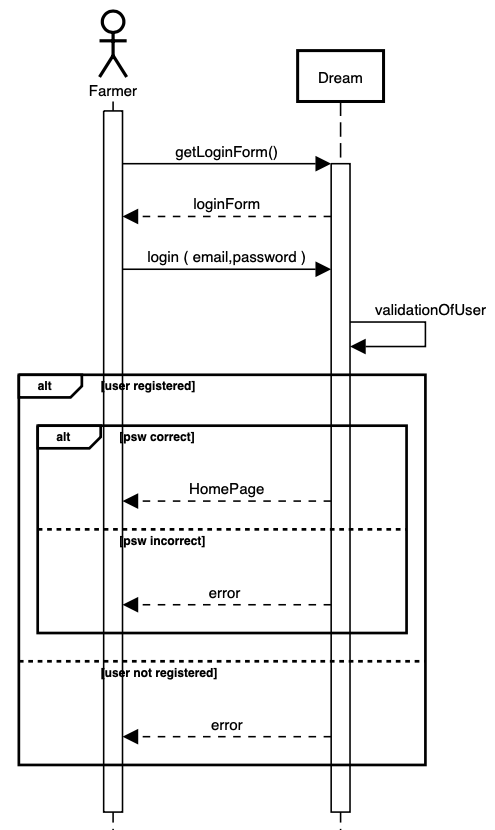 Farmer
Dream
getLoginForm()
loginForm
login ( email,password )
validationOfUser
alt [user registered]
alt [psw correct]
HomePage
[psw incorrect]
error
[user not registered]
error